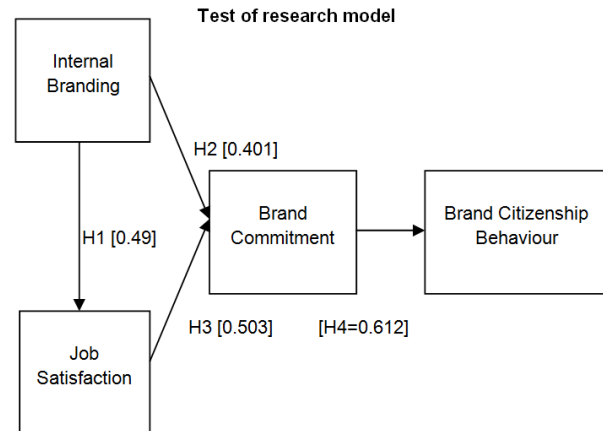 Test of research model
Internal
Branding
H2 [0.401]
Brand
Commitment
Brand Citizenship
Behaviour
H1 [0.49]
H3 [0.503]
[H4=0.612]
Job
Satisfaction